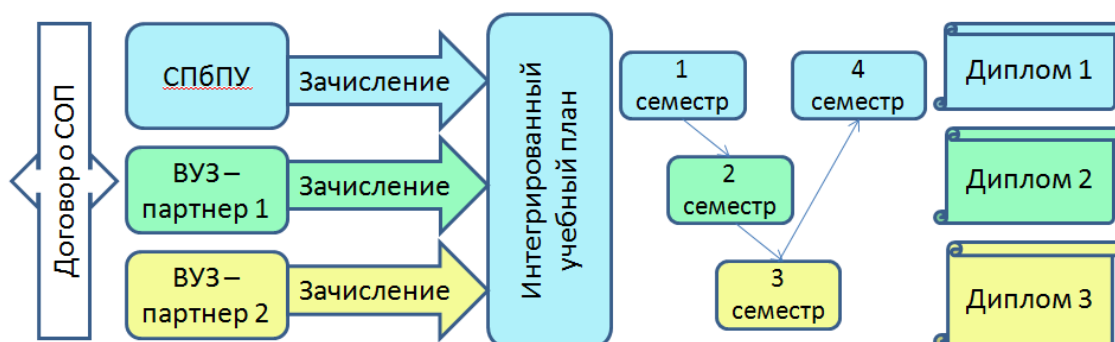 Договор о СОП
СПбПУ
Зачисление
ВУЗ –
партнер 1
Зачисление
ВУЗ –
партнер 2
Зачисление
Интегрированный
учебный план
1
семестр
2
семестр
3
семестр
4
семестр
Диплом 1
Диплом 2
Диплом 3